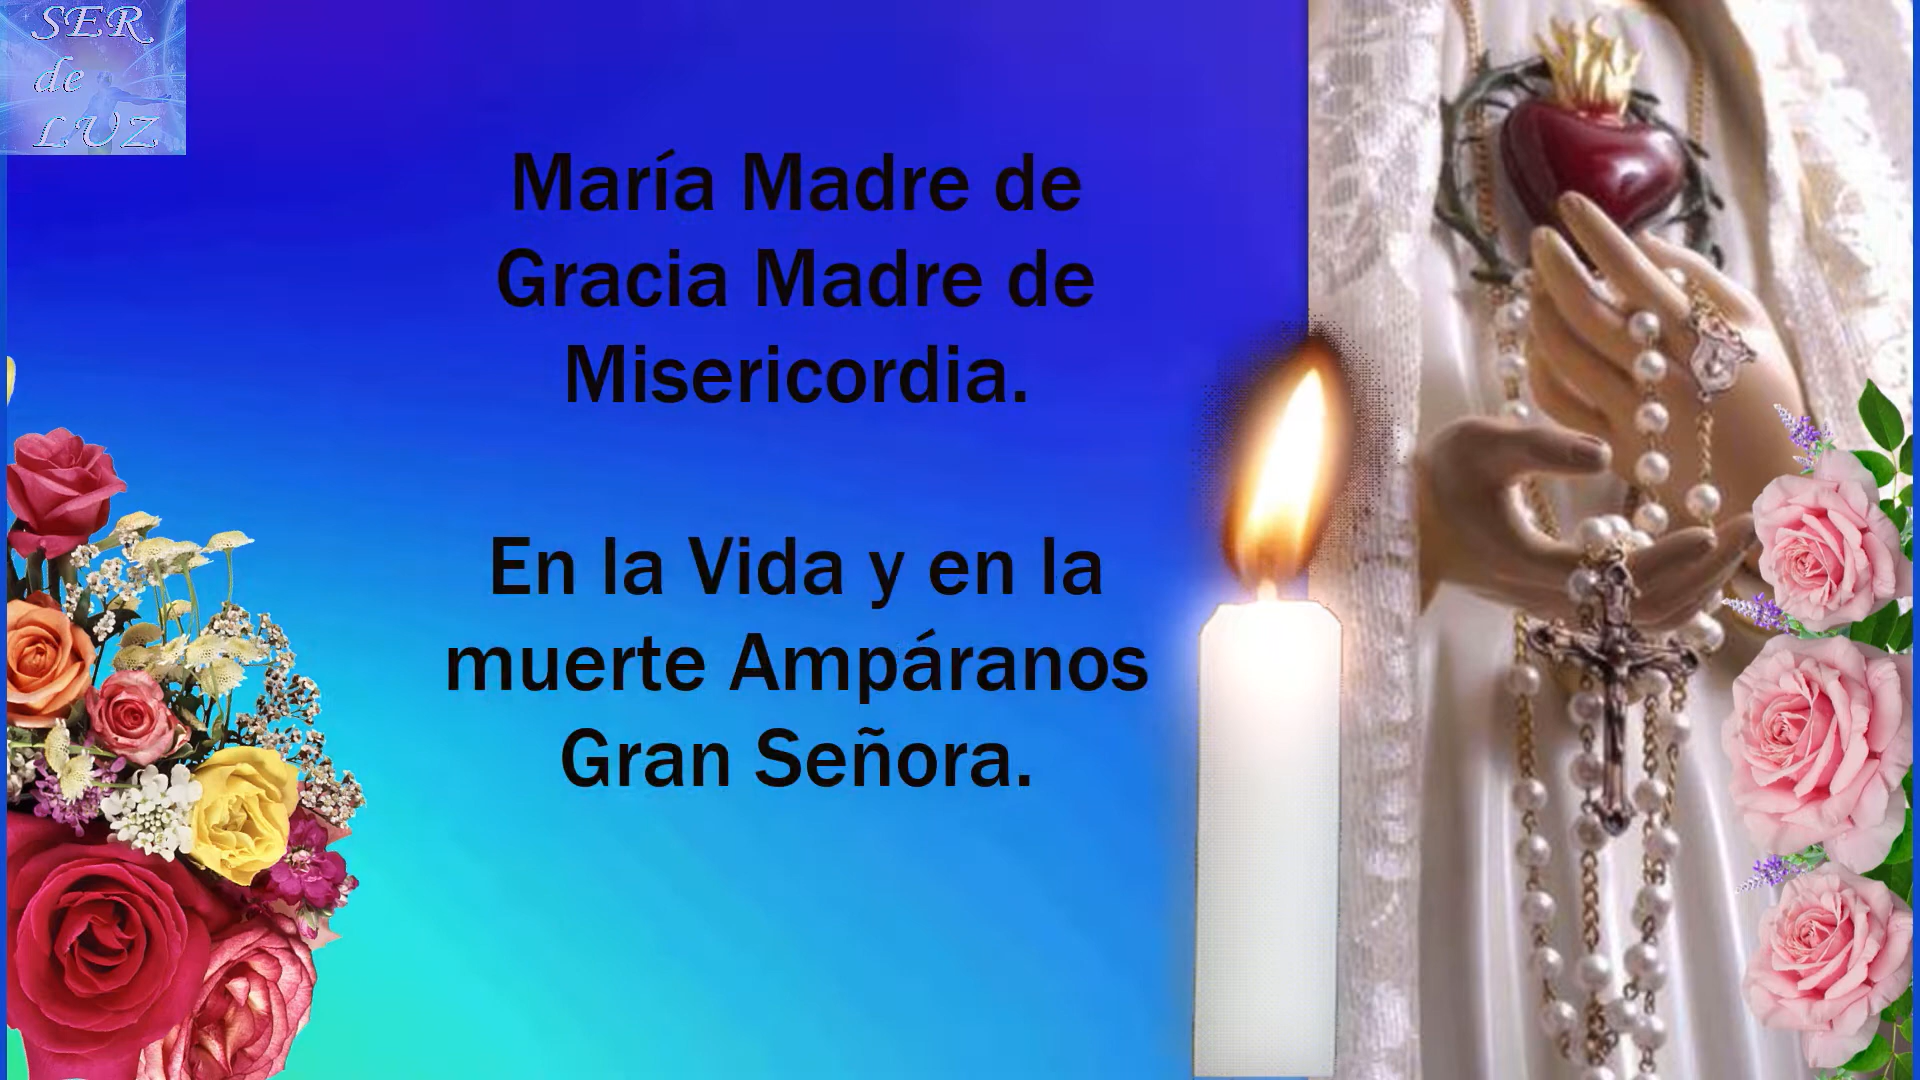 SER
de
LUZ
María Madre de
Gracia Madre de
Misericordia.
En la Vida y en la
muerte Ampáranos
Gran Señora.